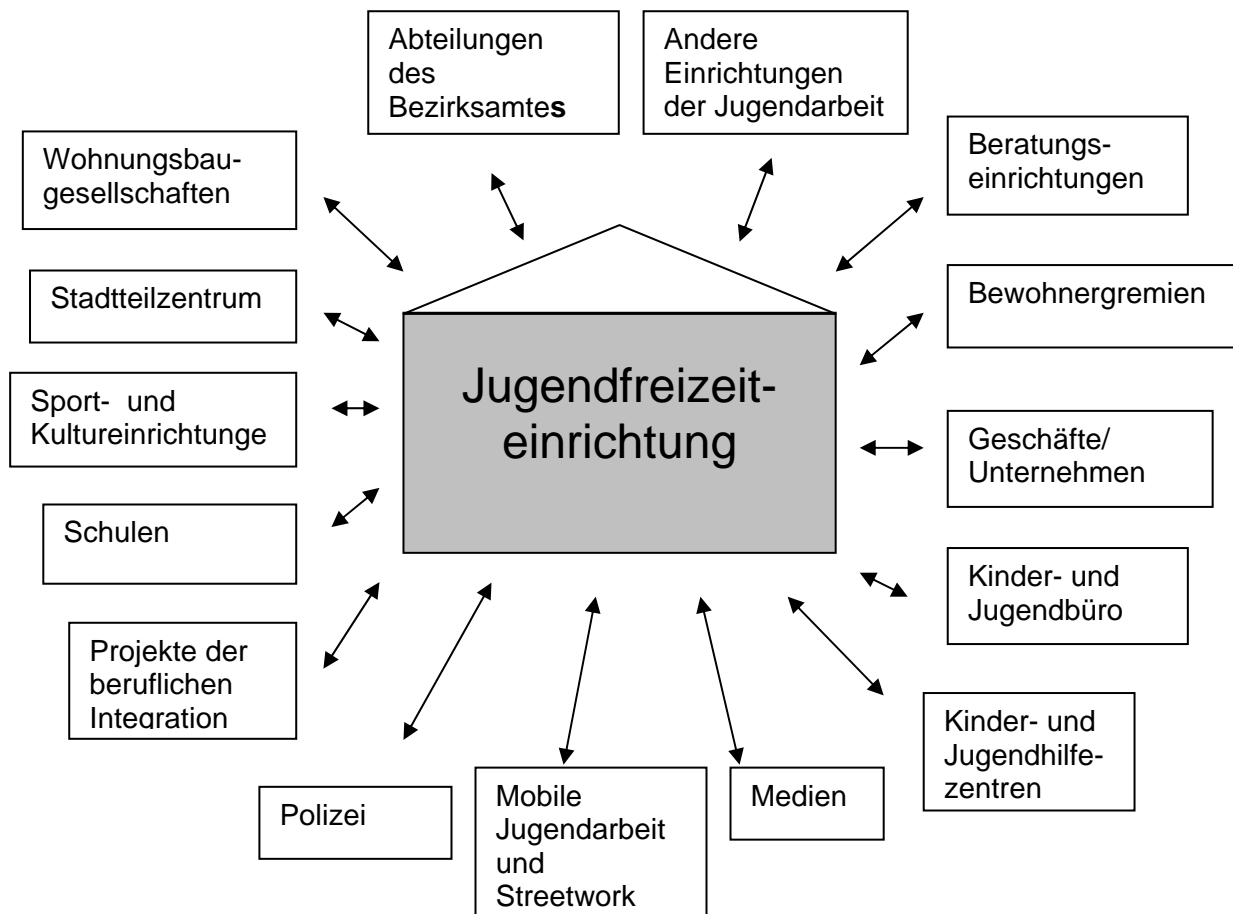 Abteilungen
des
Bezirksamtes
Andere
Einrichtungen
der Jugendarbeit
Wohnungsbau-
gesellschaften
Beratungs-
einrichtungen
Stadtteilzentrum
Bewohnergremien
Jugendfreizeit-
einrichtung
Sport- und
Kultureinrichtunge
Geschäfte/
Unternehmen
Schulen
Kinder- und
Jugendbüro
Projekte der
beruflichen
Integration
Kinder- und
Jugendhilfe-
zentren
Polizei
Mobile
Jugendarbeit
und
Streetwork
Medien